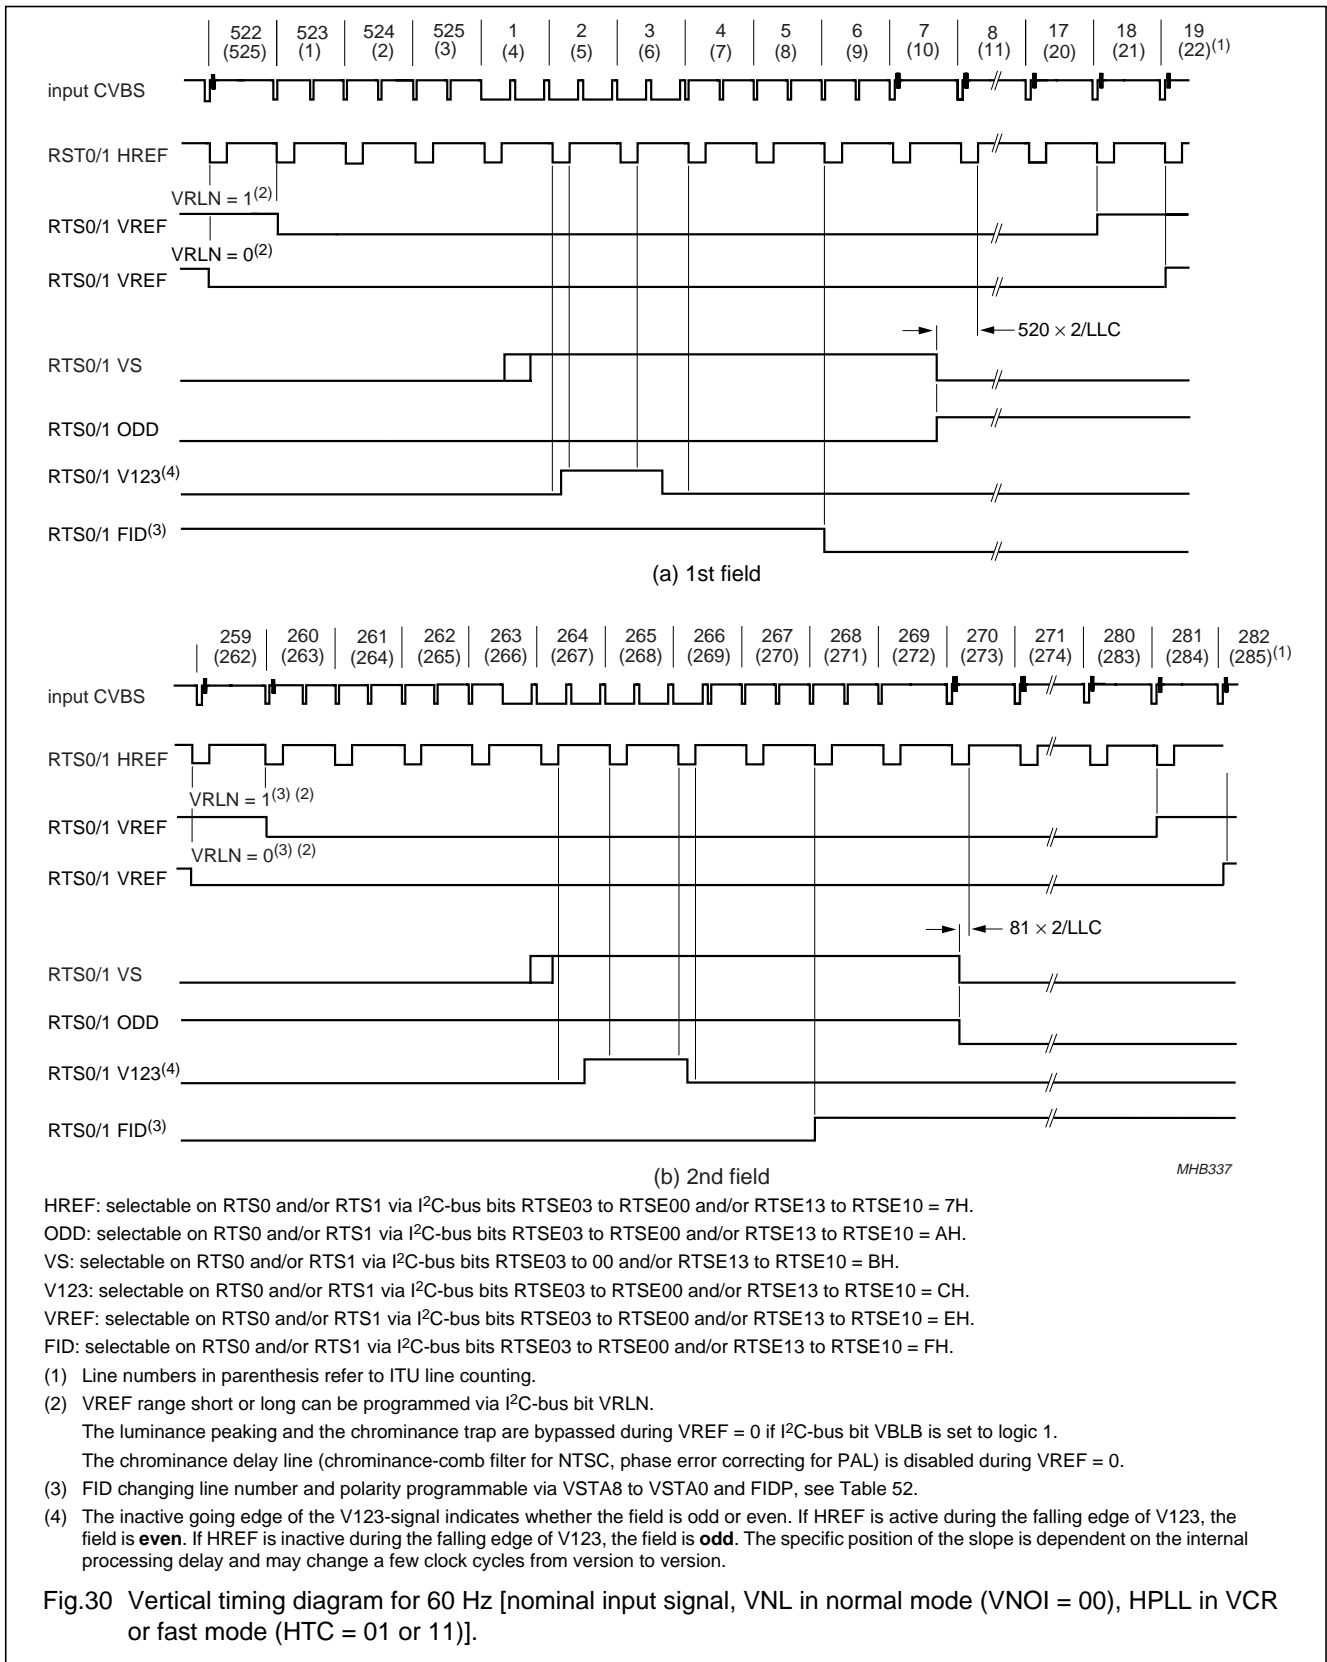 522 523 524 525 1 2 3 4 5 6 7 8 17 18 19
(525) (1) (2) (3) (4) (5) (6) (7) (8) (9) (10) (11) (20) (21) (22)(1)
input CVBS
RST0/1 HREF
VRLN = 1(2)
RTS0/1 VREF
VRLN = 0(2)
RTS0/1 VREF
520 × 2/LLC
RTS0/1 VS
RTS0/1 ODD
RTS0/1 V123(4)
RTS0/1 FID(3)
(a) 1st field
259 260 261 262 263 264 265 266 267 268 269 270 271 280 281 282
(262) (263) (264) (265) (266) (267) (268) (269) (270) (271) (272) (273) (274) (283) (284) (285)(1)
input CVBS
RTS0/1 HREF
VRLN = 1(3) (2)
RTS0/1 VREF
VRLN = 0(3) (2)
RTS0/1 VREF
81 × 2/LLC
RTS0/1 VS
RTS0/1 ODD
RTS0/1 V123(4)
RTS0/1 FID(3)
(b) 2nd field
MHB337
HREF: selectable on RTS0 and/or RTS1 via I2C-bus bits RTSE03 to RTSE00 and/or RTSE13 to RTSE10 = 7H.
ODD: selectable on RTS0 and/or RTS1 via I2C-bus bits RTSE03 to RTSE00 and/or RTSE13 to RTSE10 = AH.
VS: selectable on RTS0 and/or RTS1 via I2C-bus bits RTSE03 to 00 and/or RTSE13 to RTSE10 = BH.
V123: selectable on RTS0 and/or RTS1 via I2C-bus bits RTSE03 to RTSE00 and/or RTSE13 to RTSE10 = CH.
VREF: selectable on RTS0 and/or RTS1 via I2C-bus bits RTSE03 to RTSE00 and/or RTSE13 to RTSE10 = EH.
FID: selectable on RTS0 and/or RTS1 via I2C-bus bits RTSE03 to RTSE00 and/or RTSE13 to RTSE10 = FH.
(1) Line numbers in parenthesis refer to ITU line counting.
(2) VREF range short or long can be programmed via I2C-bus bit VRLN.
The luminance peaking and the chrominance trap are bypassed during VREF = 0 if I2C-bus bit VBLB is set to logic 1.
The chrominance delay line (chrominance-comb filter for NTSC, phase error correcting for PAL) is disabled during VREF = 0.
(3) FID changing line number and polarity programmable via VSTA8 to VSTA0 and FIDP, see Table 52.
(4) The inactive going edge of the V123-signal indicates whether the field is odd or even. If HREF is active during the falling edge of V123, the
field is even. If HREF is inactive during the falling edge of V123, the field is odd. The specific position of the slope is dependent on the internal
processing delay and may change a few clock cycles from version to version.
Fig.30 Vertical timing diagram for 60 Hz [nominal input signal, VNL in normal mode (VNOI = 00), HPLL in VCR
or fast mode (HTC = 01 or 11)].